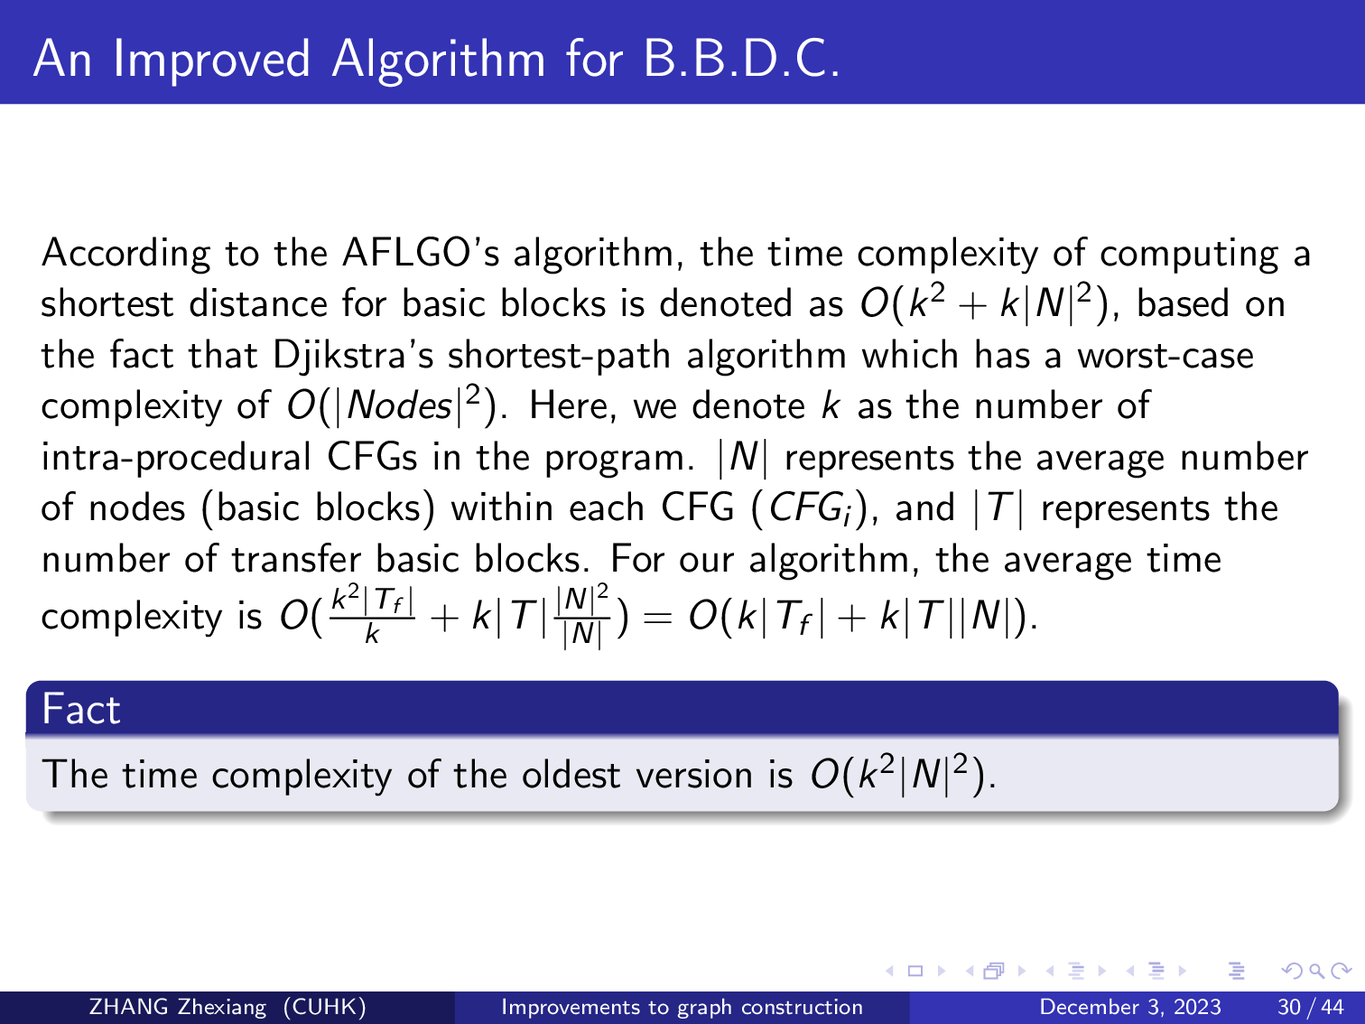 An Improved Algorithm for B.B.D.C.
According to the AFLGO's algorithm, the time complexity of computing a
shortest distance for basic blocks is denoted as O(k² + k|N|²), based on
the fact that Djikstra's shortest-path algorithm which has a worst-case
complexity of O(|Nodes|²). Here, we denote k as the number of
intra-procedural CFGs in the program. |N| represents the average number
of nodes (basic blocks) within each CFG (CFG_i), and |T| represents the
number of transfer basic blocks. For our algorithm, the average time
complexity is O(\frac{k²|T_f|}{k} + k|T|\frac{|N|²}{|N|}) = O(k|T_f| + k|T||N|).
Fact
The time complexity of the oldest version is O(k²|N|²).
ZHANG Zhexiang (CUHK) Improvements to graph construction December 3, 2023 30 / 44